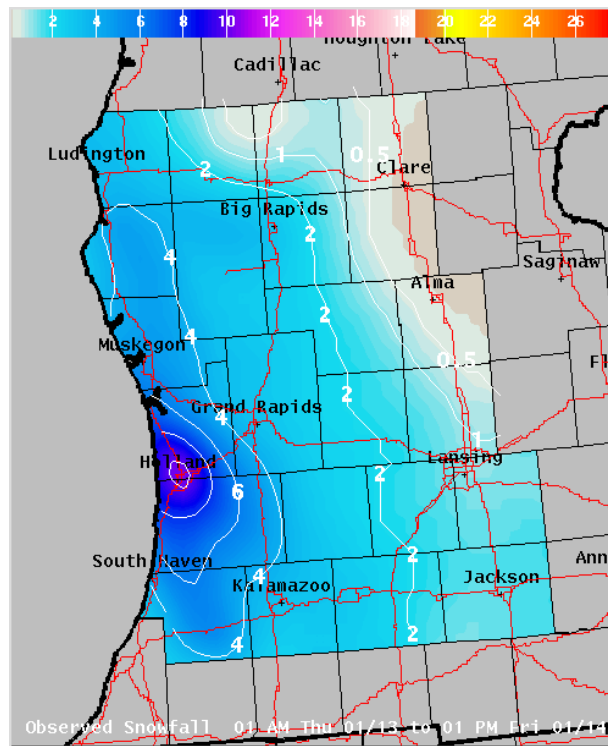 2 4 6 8 10 12 14 16 18 20 22 24 26
Houghton Lake
Cadillac
Ludington
2
1
0.5
Clare
Big Rapids
2
4
Saginaw
Alma
2
4
Muskegon
0.5
2
Grand Rapids
4
1
Holland
Lansing
2
6
South Haven
2
4
Kalamazoo
Jackson
Ann
4
2
Observed Snowfall 01 AM Thu 01/13 to 01 PM Fri 01/14